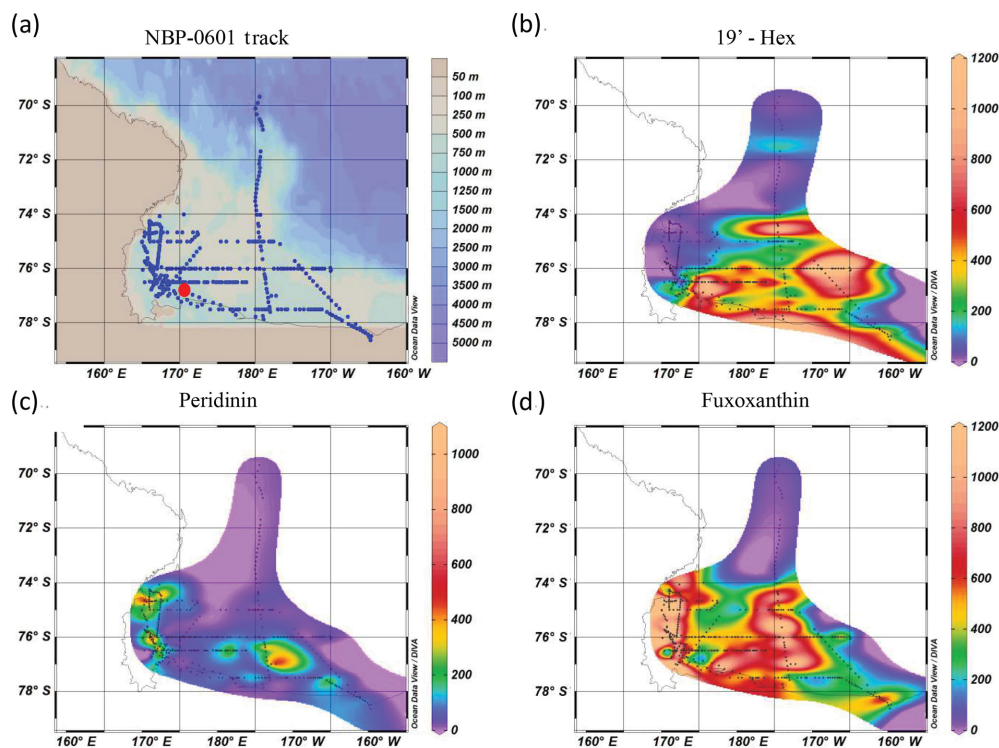 (a)
NBP-0601 track
70° S
72° S
74° S
76° S
78° S
160° E
170° E
180° E
170° W
160° W
50 m
100 m
250 m
500 m
750 m
1000 m
1250 m
1500 m
2000 m
2500 m
3000 m
3500 m
4000 m
4500 m
5000 m
Ocean Data View
(b)
19’ - Hex
70° S
72° S
74° S
76° S
78° S
160° E
170° E
180° E
170° W
160° W
1200
1000
800
600
400
200
0
Ocean Data View / DIVA
(c)
Peridinin
70° S
72° S
74° S
76° S
78° S
160° E
170° E
180° E
170° W
160° W
1000
800
600
400
200
0
Ocean Data View / DIVA
(d)
Fuxoxanthin
70° S
72° S
74° S
76° S
78° S
160° E
170° E
180° E
170° W
160° W
1200
1000
800
600
400
200
0
Ocean Data View / DIVA